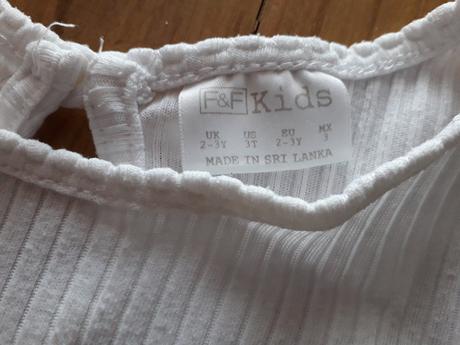 F&F Kids
UK US EU MX
2-3Y 3T 2-3Y 3
MADE IN SRI LANKA